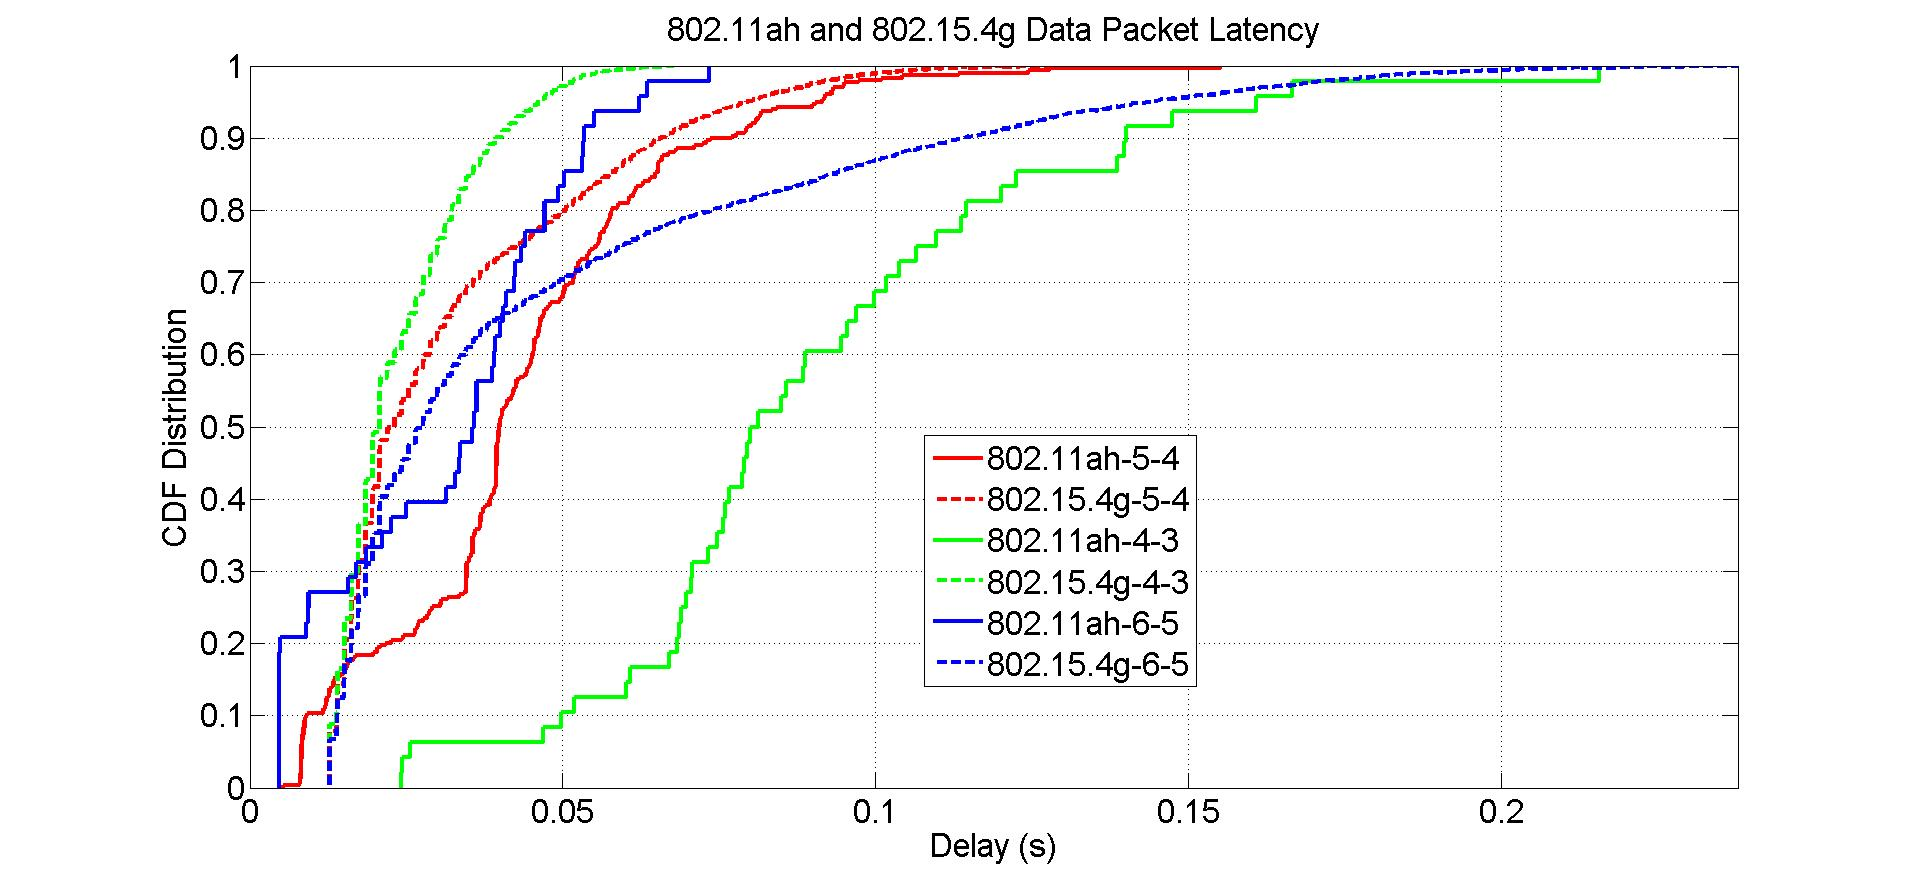 802.11ah and 802.15.4g Data Packet Latency
1
0.9
0.8
0.7
0.6
0.5
0.4
0.3
0.2
0.1
0
CDF Distribution
802.11ah-5-4
802.15.4g-5-4
802.11ah-4-3
802.15.4g-4-3
802.11ah-6-5
802.15.4g-6-5
0 0.05 0.1 0.15 0.2
Delay (s)